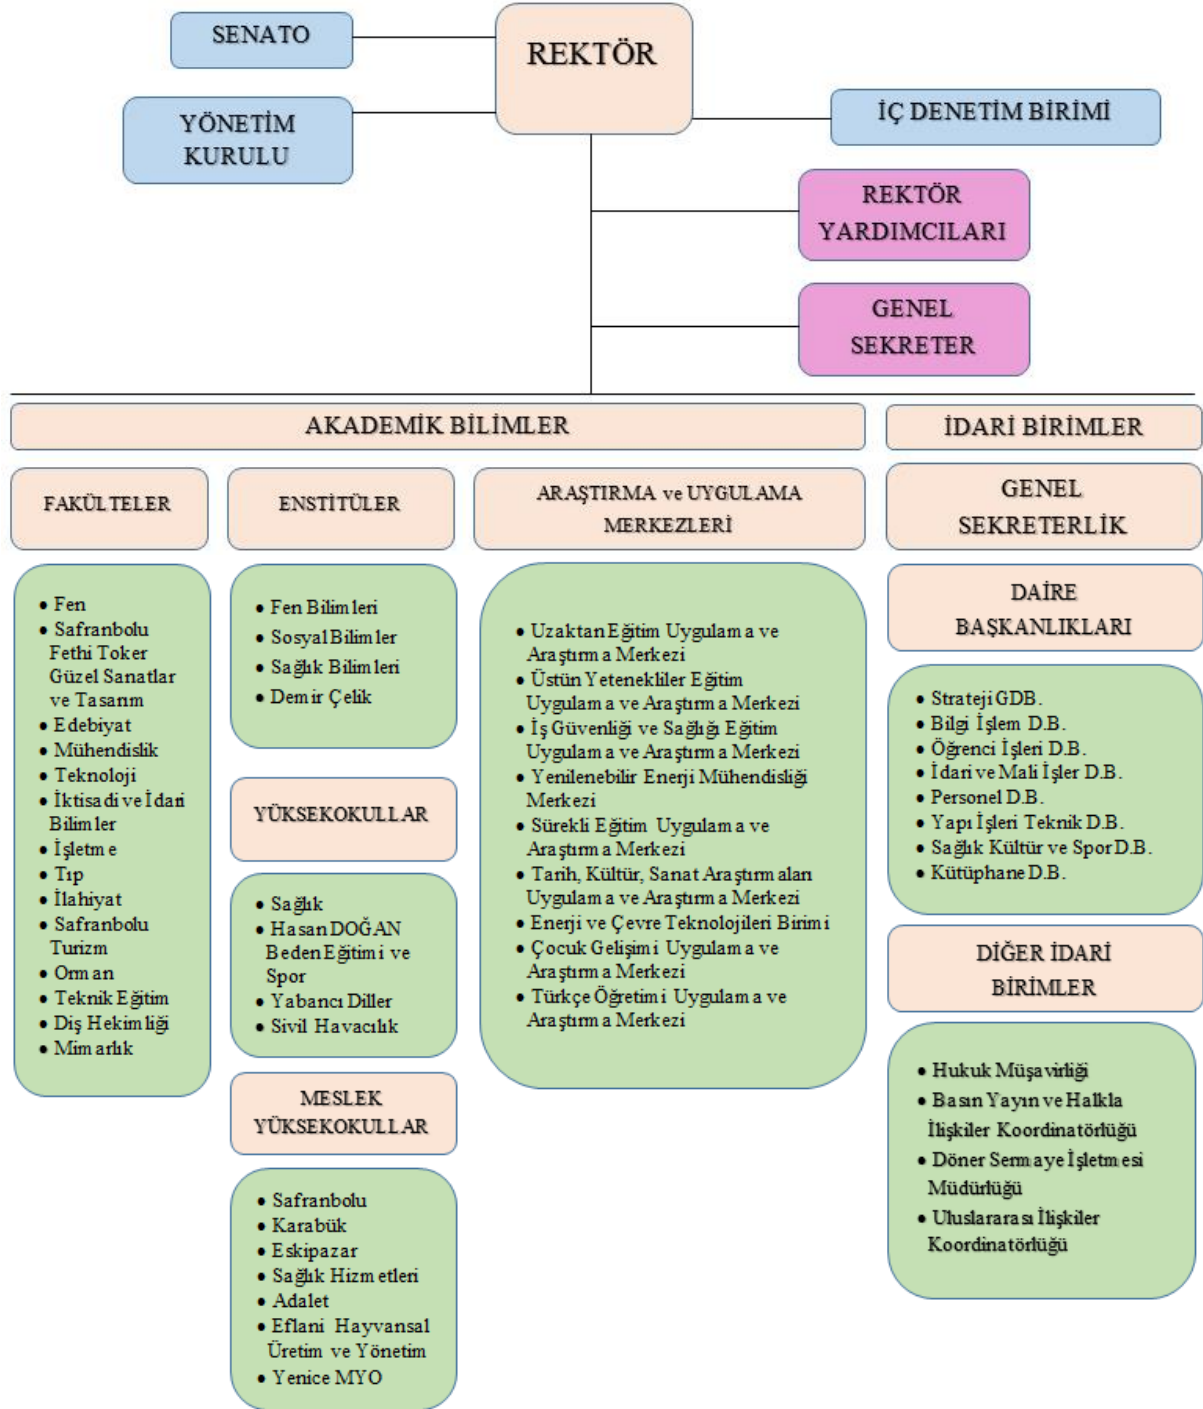 SENATO
REKTÖR
YÖNETİM
KURULU
İÇ DENETİM BİRİMİ
REKTÖR
YARDIMCILARI
GENEL
SEKRETER
AKADEMİK BİLİMLER
İDARİ BİRİMLER
FAKÜLTELER
• Fen
• Safranbolu
Fethi Toker
Güzel Sanatlar
ve Tasarım
• Edebiyat
• Mühendislik
• Teknoloji
• İktisadi ve İdari
Bilimler
• İşletme
• Tıp
• İlahiyat
• Safranbolu
Turizm
• Orman
• Teknik Eğitim
• Diş Hekimliği
• Mimarlık
ENSTİTÜLER
• Fen Bilimleri
• Sosyal Bilimler
• Sağlık Bilimleri
• Demir Çelik
YÜKSEKOKULLAR
• Sağlık
• Hasan DOĞAN
Beden Eğitimi ve
Spor
• Yabancı Diller
• Sivil Havacılık
MESLEK
YÜKSEKOKULLAR
• Safranbolu
• Karabük
• Eskipazar
• Sağlık Hizmetleri
• Adalet
• Eflani Hayvansal
Üretim ve Yönetim
• Yenice MYO
ARAŞTIRMA ve UYGULAMA
MERKEZLERİ
• Uzaktan Eğitim Uygulama ve
Araştırma Merkezi
• Üstün Yetenekliler Eğitim
Uygulama ve Araştırma Merkezi
• İş Güvenliği ve Sağlığı Eğitim
Uygulama ve Araştırma Merkezi
• Yenilenebilir Enerji Mühendisliği
Merkezi
• Sürekli Eğitim Uygulama ve
Araştırma Merkezi
• Tarih, Kültür, Sanat Araştırmaları
Uygulama ve Araştırma Merkezi
• Enerji ve Çevre Teknolojileri Birimi
• Çocuk Gelişimi Uygulama ve
Araştırma Merkezi
• Türkçe Öğretimi Uygulama ve
Araştırma Merkezi
GENEL
SEKRETERLİK
DAİRE
BAŞKANLIKLARI
• Strateji GDB.
• Bilgi İşlem D.B.
• Öğrenci İşleri D.B.
• İdari ve Mali İşler D.B.
• Personel D.B.
• Yapı İşleri Teknik D.B.
• Sağlık Kültür ve Spor D.B.
• Kütüphane D.B.
DİĞER İDARİ
BİRİMLER
• Hukuk Müşavirliği
• Basın Yayın ve Halkla
İlişkiler Koordinatörlüğü
• Döner Sermaye İşletmesi
Müdürlüğü
• Uluslararası İlişkiler
Koordinatörlüğü